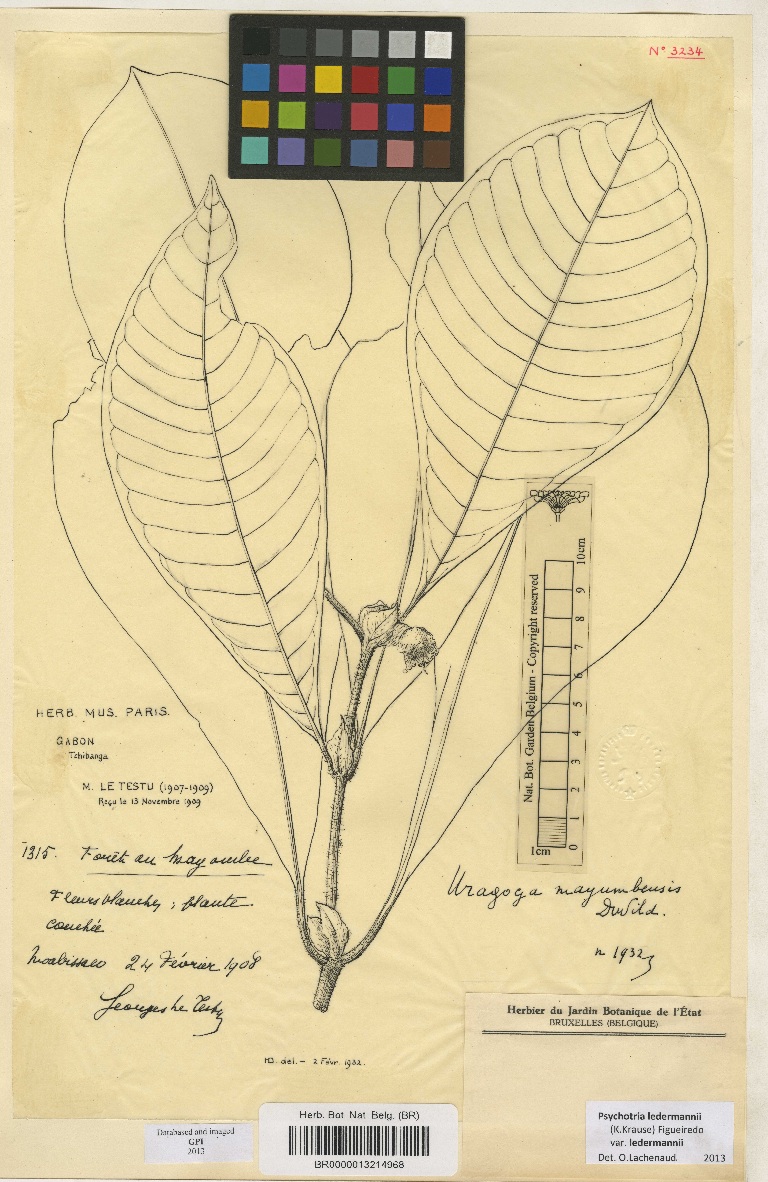 N° 3234
10cm
9
8
7
6
5
4
3
2
1
0
1cm
Nat. Bot. Garden Belgium - Copyright reserved
HERB. MUS. PARIS.
GABON
Tchibanga
M. LE TESTU (1907-1909)
Reçu le 13 Novembre 1909
1315. Forêt du Mayombe
Fleurs blanches ; plante
couchée
24 Février 1908
Georges Le Testu
Uragoga mayumbensis
DeWild.
n 1932
HD. del. - 2 Févr. 1932.
Herbier du Jardin Botanique de l'État
BRUXELLES (BELGIQUE)
Psychotria ledermannii
(K.Krause) Figueiredo
var. ledermannii
Det. O.Lachenaud. 2013
Databased and imaged
GPI
2013
Herb. Bot. Nat. Belg. (BR)
BR0000013214968